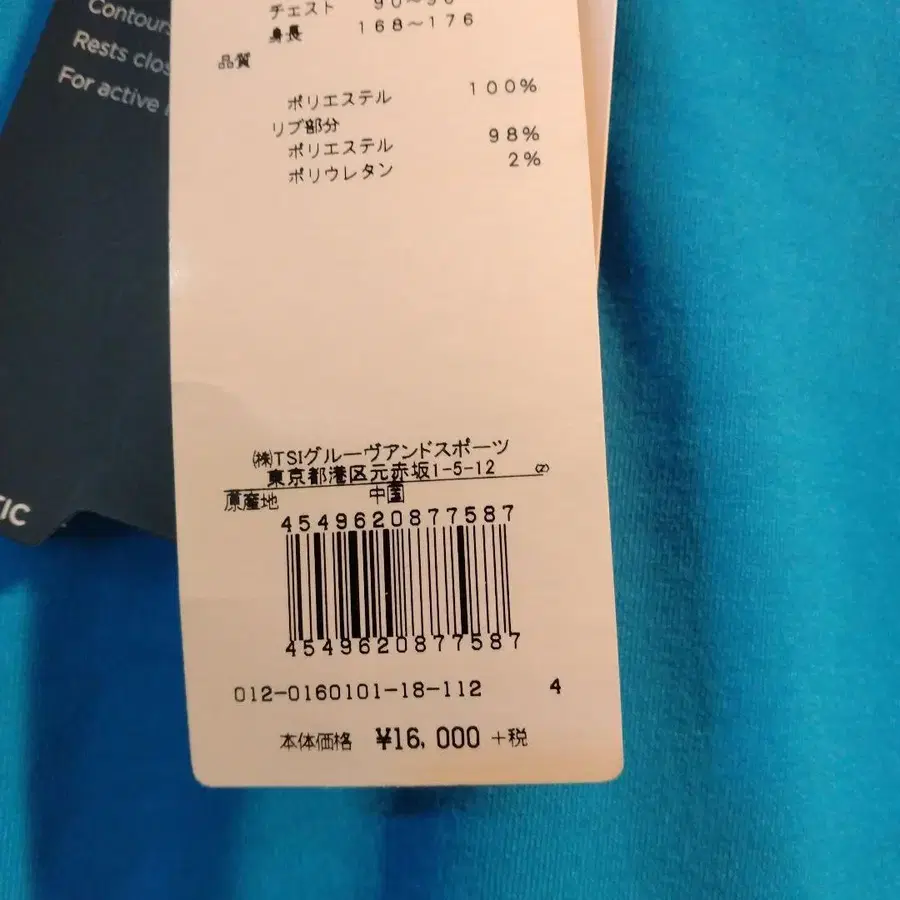 Contours
Rests clos
For active
TIC
チェスト 90~96
身長 168~176
品質
ポリエステル 100%
リブ部分
ポリエステル 98%
ポリウレタン 2%
(株)TSIグルーヴアンドスポーツ
東京都港区元赤坂1-5-12 (2)
原産地 中国
4549620877587
4549620877587
012-0160101-18-112 4
本体価格 ¥16,000 +税